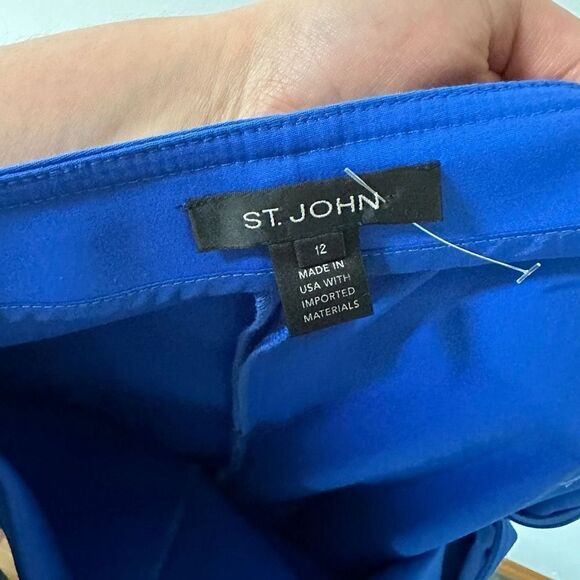 ST. JOHN
12
MADE IN
USA WITH
IMPORTED
MATERIALS